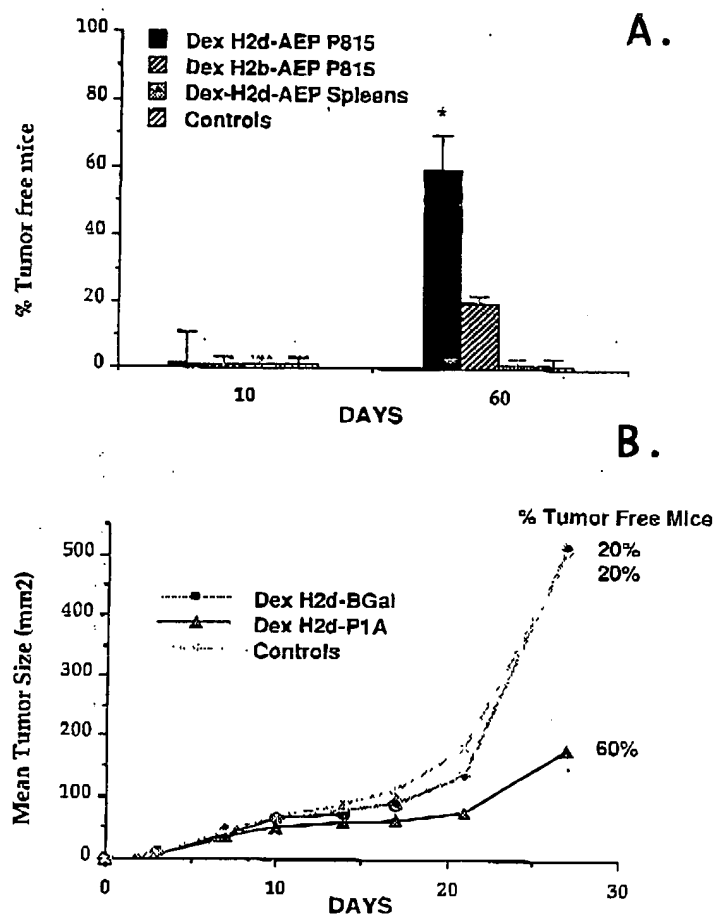 A.
100
80
60
40
20
0
% Tumor free mice
Dex H2d-AEP P815
Dex H2b-AEP P815
Dex-H2d-AEP Spleens
Controls
*
10
60
DAYS
B.
% Tumor Free Mice
500
400
300
200
100
0
Mean Tumor Size (mm2)
Dex H2d-BGal
Dex H2d-P1A
Controls
20%
20%
60%
0
10
20
30
DAYS